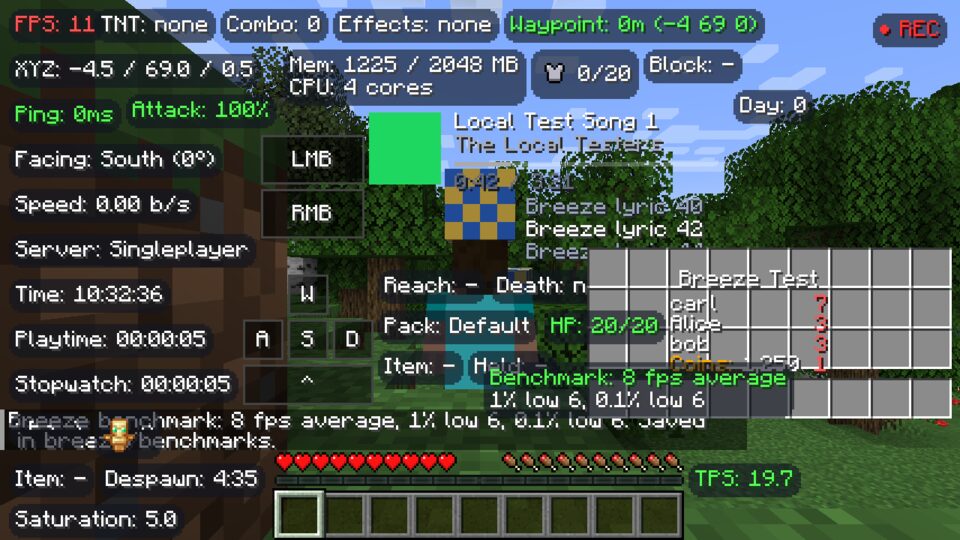 FPS: 11 TNT: none Combo: 0 Effects: none Waypoint: 0m (-4 69 0) REC
XYZ: -4.5 / 69.0 / 0.5
Mem: 1225 / 2048 MB
CPU: 4 cores
0/20
Block: -
Day: 0
Ping: 0ms
Attack: 100%
Local Test Song 1
The Local Testers
Facing: South (0°)
LMB
0:42
Speed: 0.00 b/s
RMB
Breeze lyric 40
Breeze lyric 42
Breeze lyric
Server: Singleplayer
Breeze Test
Time: 10:32:36
W
Reach: - Death:
carl 7
Alice 3
bob 3
Coins: 1,250 1
Playtime: 00:00:05
A S D
Pack: Default
HP: 20/20
Item: - Held: -
Stopwatch: 00:00:05
^
Benchmark: 8 fps average
1% low 6, 0.1% low 6
Breeze benchmark: 8 fps average, 1% low 6, 0.1% low 6. Saved
in breeze benchmarks.
Item: - Despawn: 4:35
TPS: 19.7
Saturation: 5.0